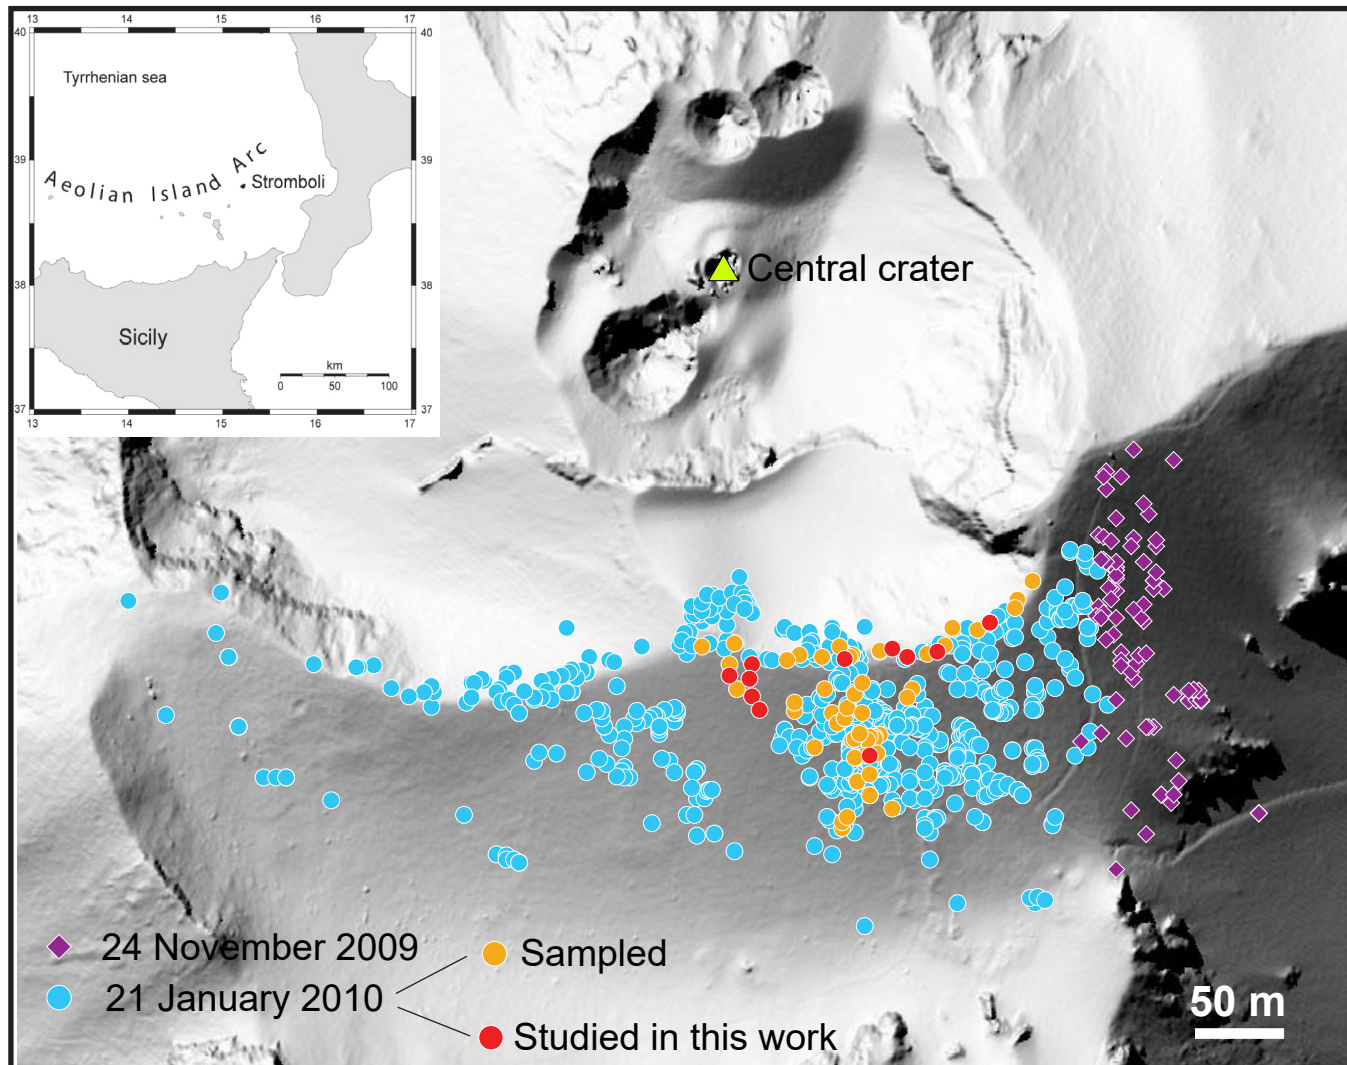 13 14 15 16 17
40 40
Tyrrhenian sea
39 39
Aeolian Island Arc
Stromboli
38 38
Sicily
km
0 50 100
37 37
13 14 15 16 17
Central crater
24 November 2009
Sampled
21 January 2010
50 m
Studied in this work